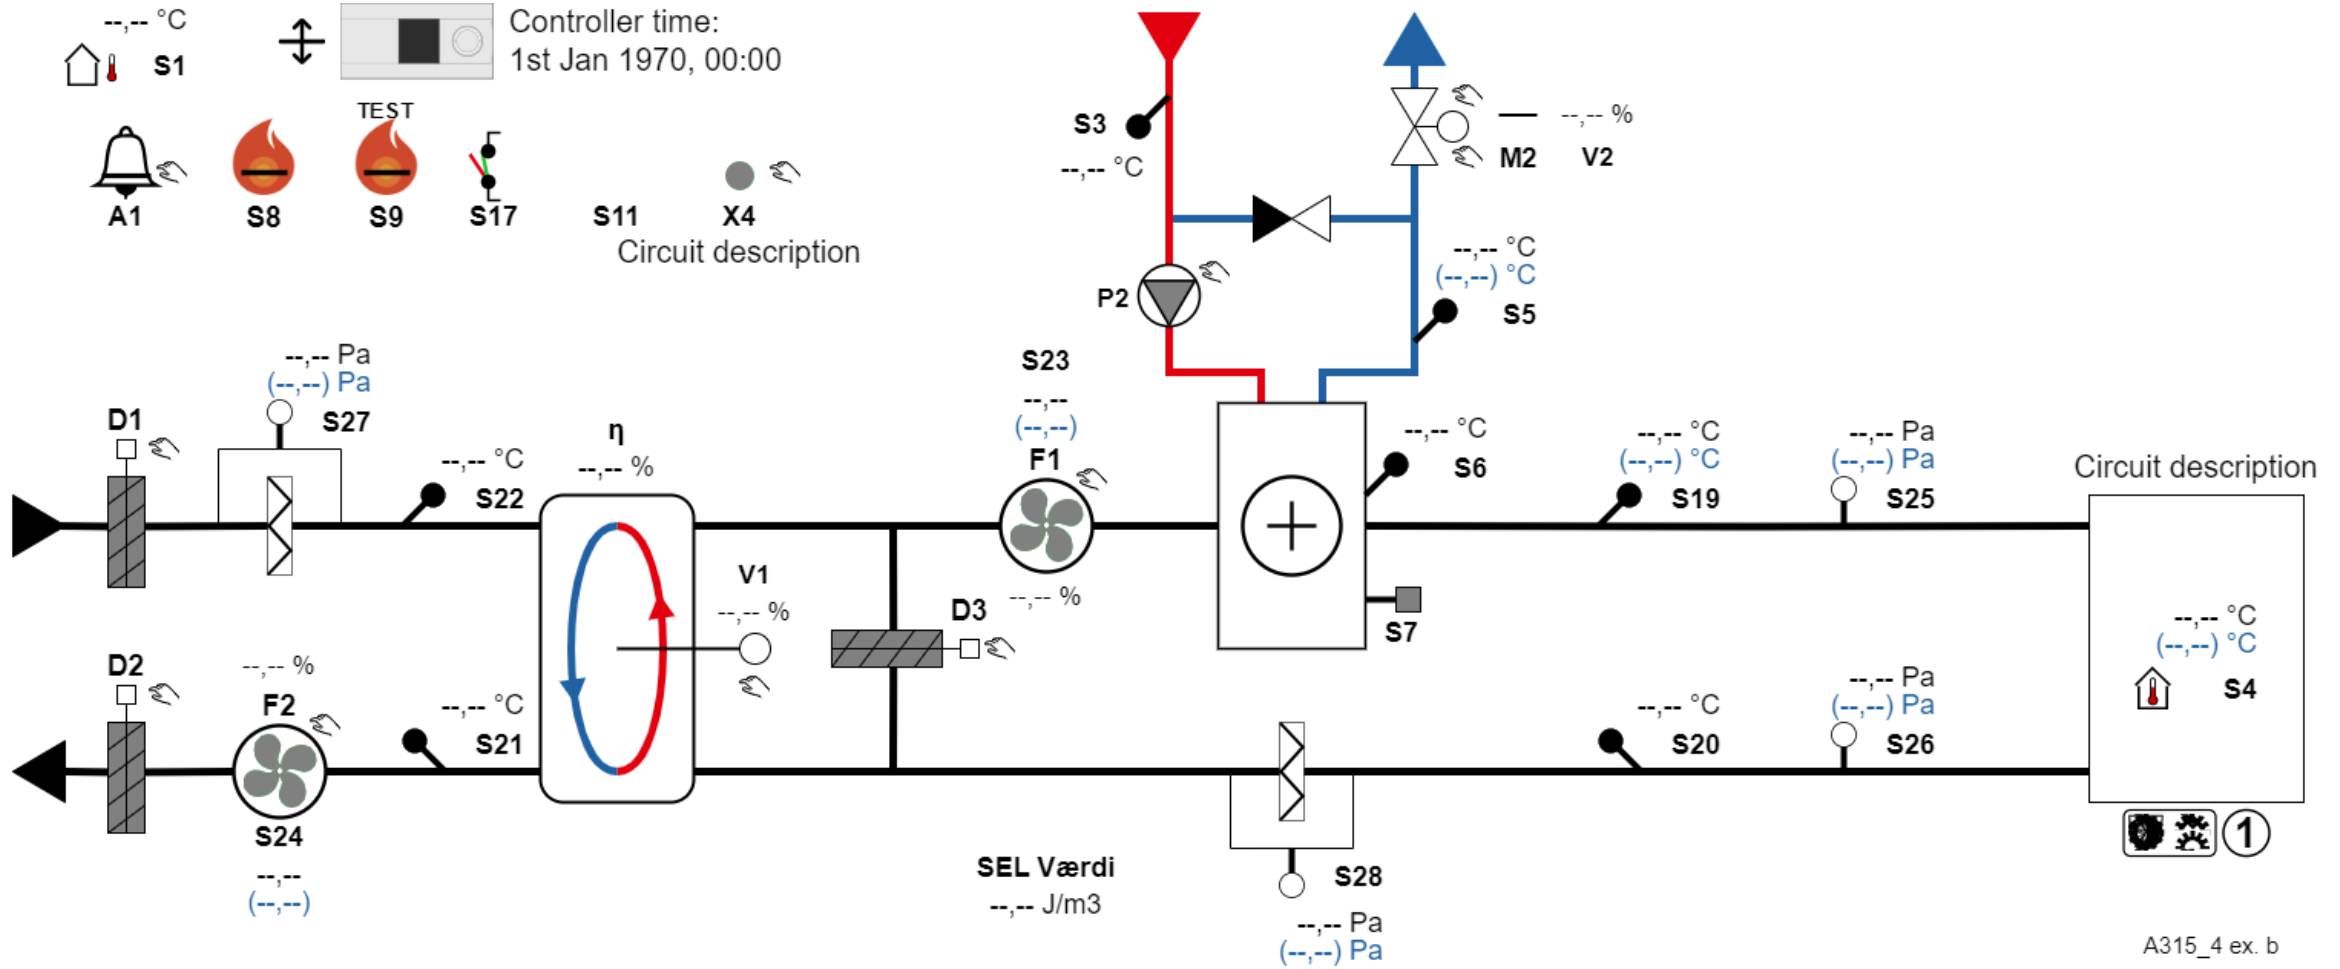 --,-- °C
S1
Controller time:
1st Jan 1970, 00:00
TEST
A1
S8
S9
S17
S11
X4
Circuit description
S3
--,-- °C
--,-- %
M2
V2
P2
--,-- °C
(--,--) °C
S5
--,-- Pa
(--,--) Pa
S27
D1
--,-- °C
S22
η
--,-- %
S23
--,--
(--,--)
F1
--,-- %
--,-- °C
S6
--,-- °C
(--,--) °C
S19
--,-- Pa
(--,--) Pa
S25
Circuit description
V1
--,-- %
D3
S7
--,-- °C
(--,--) °C
S4
D2
--,-- %
F2
S24
--,--
(--,--)
--,-- °C
S21
--,-- °C
S20
--,-- Pa
(--,--) Pa
S26
1
SEL Værdi
--,-- J/m3
S28
--,-- Pa
(--,--) Pa
A315_4 ex. b